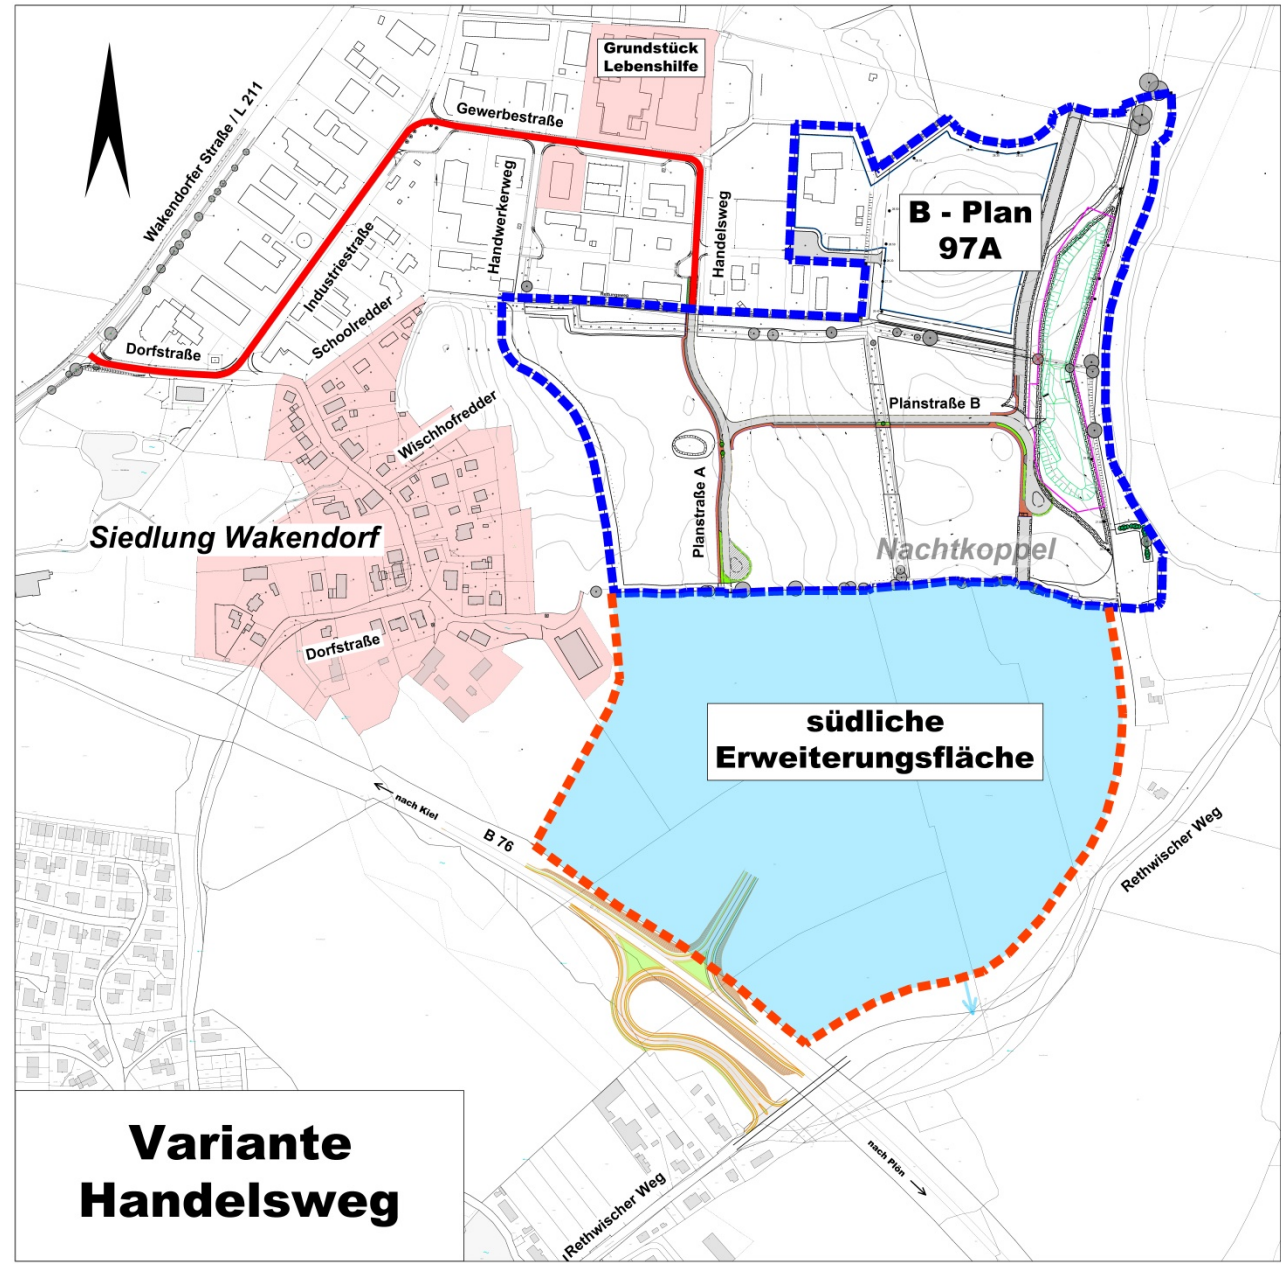 Grundstück
Lebenshilfe
Wakendorfer Straße / L 211
Gewerbestraße
Handwerkerweg
Handelsweg
B - Plan
97A
Industriestraße
Schoolredder
Dorfstraße
Wischhofredder
Planstraße B
Planstraße A
Siedlung Wakendorf
Nachtkoppel
Dorfstraße
südliche
Erweiterungsfläche
nach Kiel
B 76
Rethwischer Weg
nach Plön
Rethwischer Weg
Variante
Handelsweg